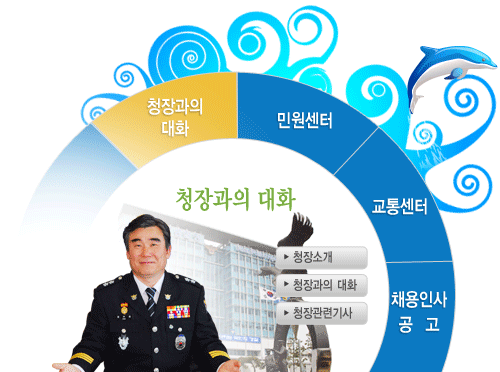 청장과의
대화
민원센터
교통센터
채용인사
공 고
청장과의 대화
청장소개
청장과의 대화
청장관련기사